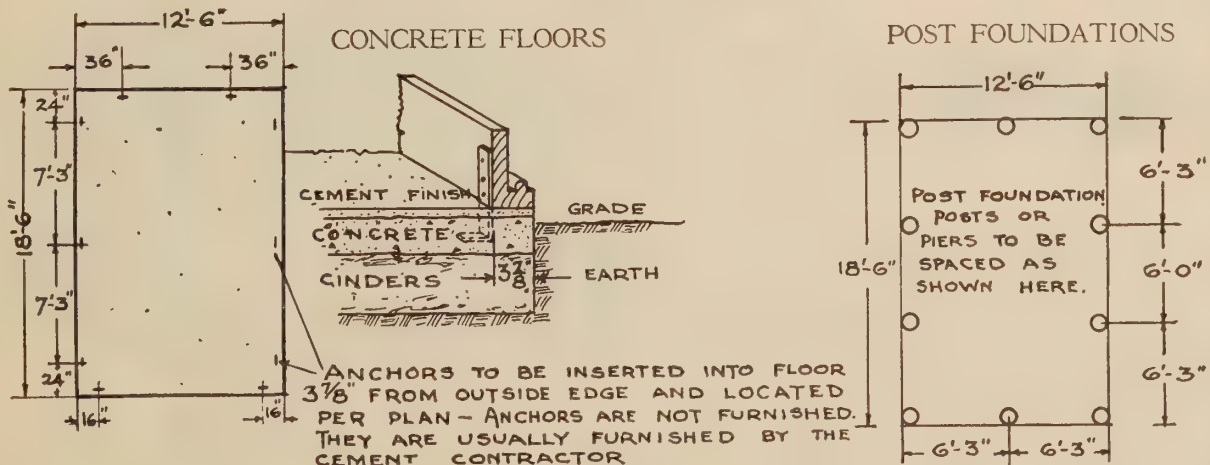 CONCRETE FLOORS
12'-6"
36"
36"
24"
7'-3"
18'-6"
7'-3"
24"
16"
16"
CEMENT FINISH
CONCRETE
CINDERS
GRADE
3 7/8"
EARTH
ANCHORS TO BE INSERTED INTO FLOOR
3 7/8" FROM OUTSIDE EDGE AND LOCATED
PER PLAN – ANCHORS ARE NOT FURNISHED.
THEY ARE USUALLY FURNISHED BY THE
CEMENT CONTRACTOR
POST FOUNDATIONS
12'-6"
18'-6"
POST FOUNDATION
POSTS OR
PIERS TO BE
SPACED AS
SHOWN HERE.
6'-3"
6'-0"
6'-3"
6'-3"
6'-3"